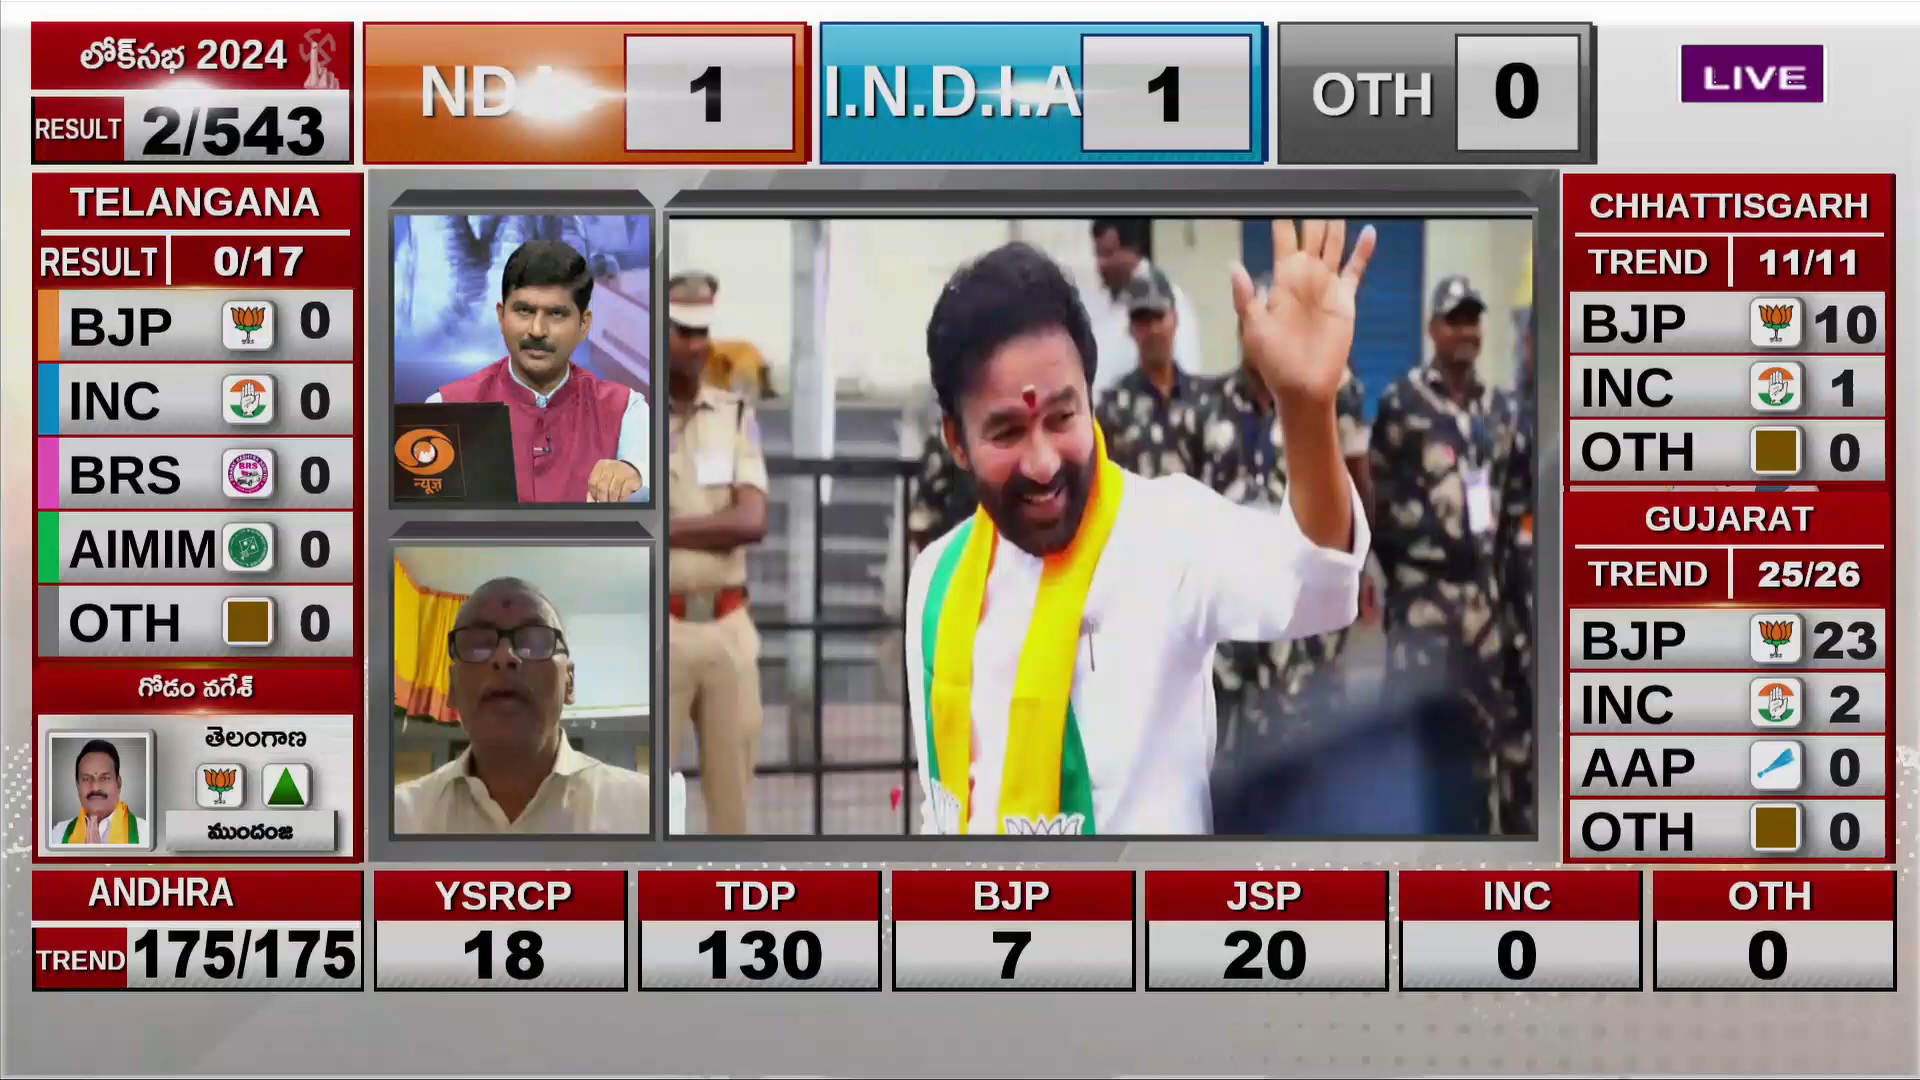 లోక్‌సభ 2024
RESULT 2/543
NDA 1
I.N.D.I.A 1
OTH 0
LIVE
TELANGANA
RESULT 0/17
BJP 0
INC 0
BRS BRS 0
AIMIM 0
OTH 0
గోడం నగేశ్
తెలంగాణ
ముందంజ
न्यूज़
CHHATTISGARH
TREND 11/11
BJP 10
INC 1
OTH 0
GUJARAT
TREND 25/26
BJP 23
INC 2
AAP 0
OTH 0
ANDHRA
TREND 175/175
YSRCP
18
TDP
130
BJP
7
JSP
20
INC
0
OTH
0